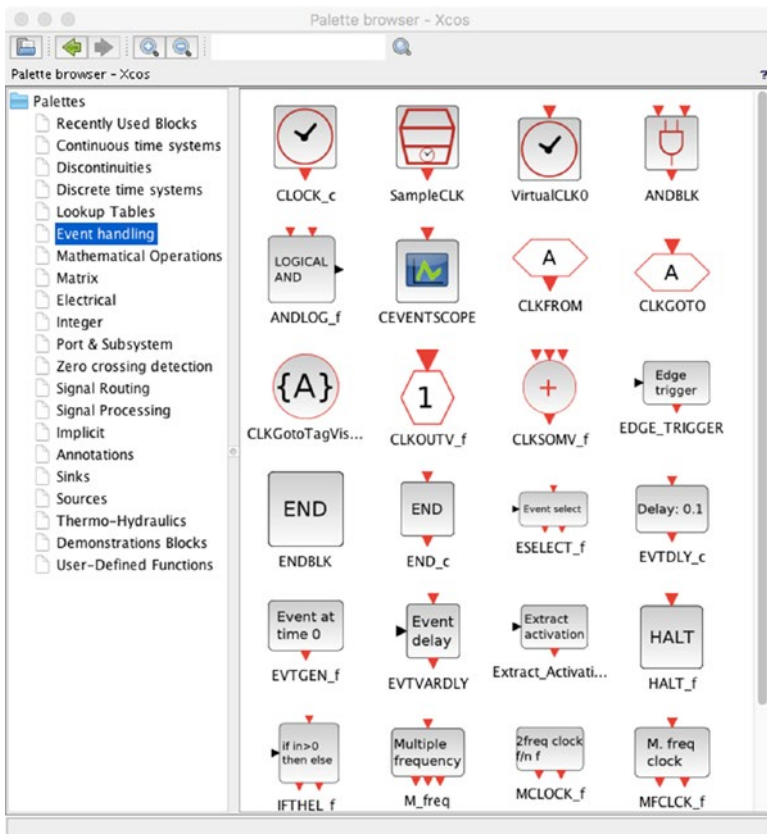 Palette browser - Xcos
Palette browser - Xcos
?
Palettes
Recently Used Blocks
Continuous time systems
Discontinuities
Discrete time systems
Lookup Tables
Event handling
Mathematical Operations
Matrix
Electrical
Integer
Port & Subsystem
Zero crossing detection
Signal Routing
Signal Processing
Implicit
Annotations
Sinks
Sources
Thermo-Hydraulics
Demonstrations Blocks
User-Defined Functions
CLOCK_c
SampleCLK
VirtualCLK0
ANDBLK
LOGICAL
AND
ANDLOG_f
CEVENTSCOPE
A
CLKFROM
A
CLKGOTO
{A}
CLKGotoTagVis...
1
CLKOUTV_f
+
CLKSOMV_f
Edge
trigger
EDGE_TRIGGER
END
ENDBLK
END
END_c
Event select
ESELECT_f
Delay: 0.1
EVTDLY_c
Event at
time 0
EVTGEN_f
Event
delay
EVTVARDLY
Extract
activation
Extract_Activati...
HALT
HALT_f
if in>0
then else
IFTHEL_f
Multiple
frequency
M_freq
2freq clock
f/n f
MCLOCK_f
M. freq
clock
MFCLCK_f